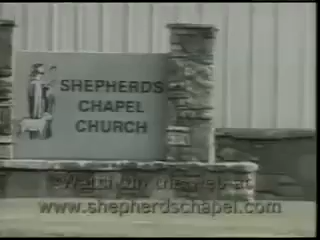 SHEPHERDS
CHAPEL
CHURCH
Watch on the web at
www.shepherdschapel.com